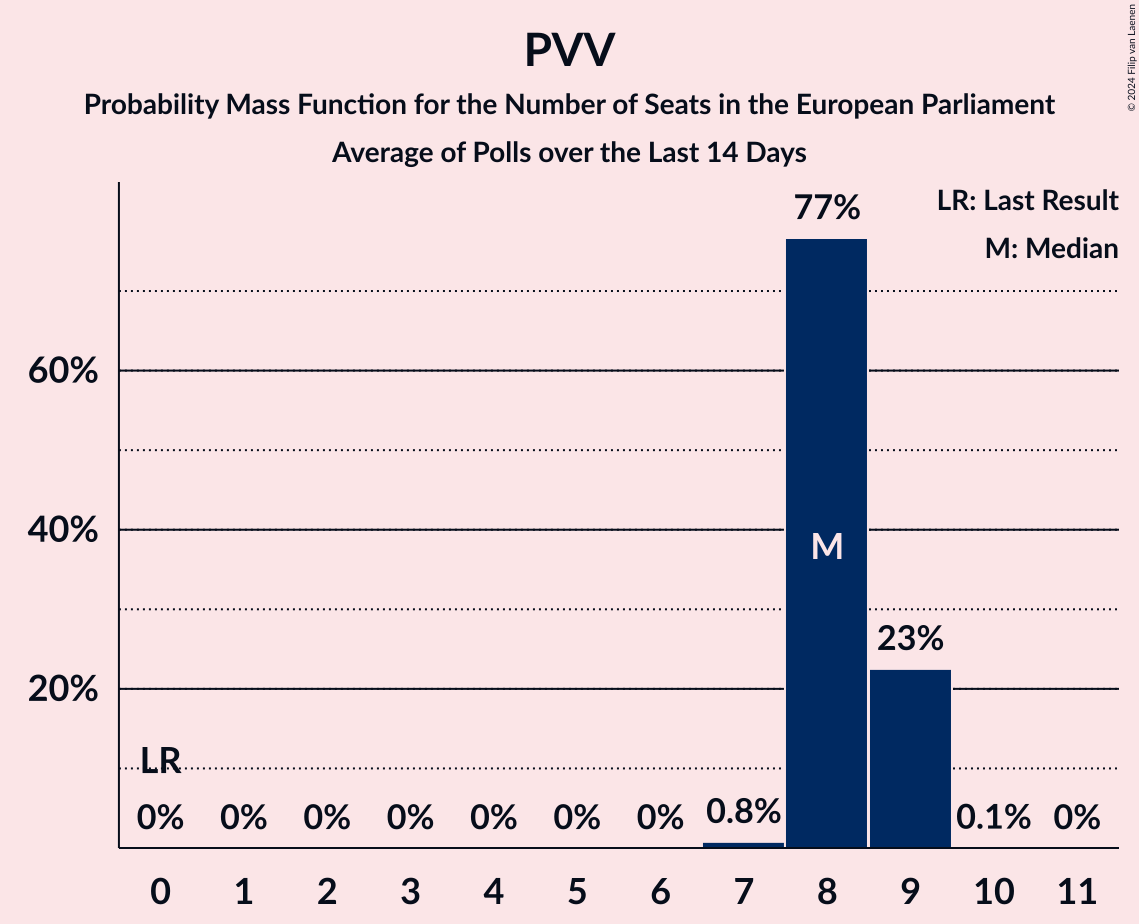 PVV
Probability Mass Function for the Number of Seats in the European Parliament
Average of Polls over the Last 14 Days
© 2024 Filip van Laenen
LR: Last Result
M: Median
77%
60%
40%
M
23%
20%
LR
0% 0% 0% 0% 0% 0% 0% 0.8% 0.1% 0%
0 1 2 3 4 5 6 7 8 9 10 11